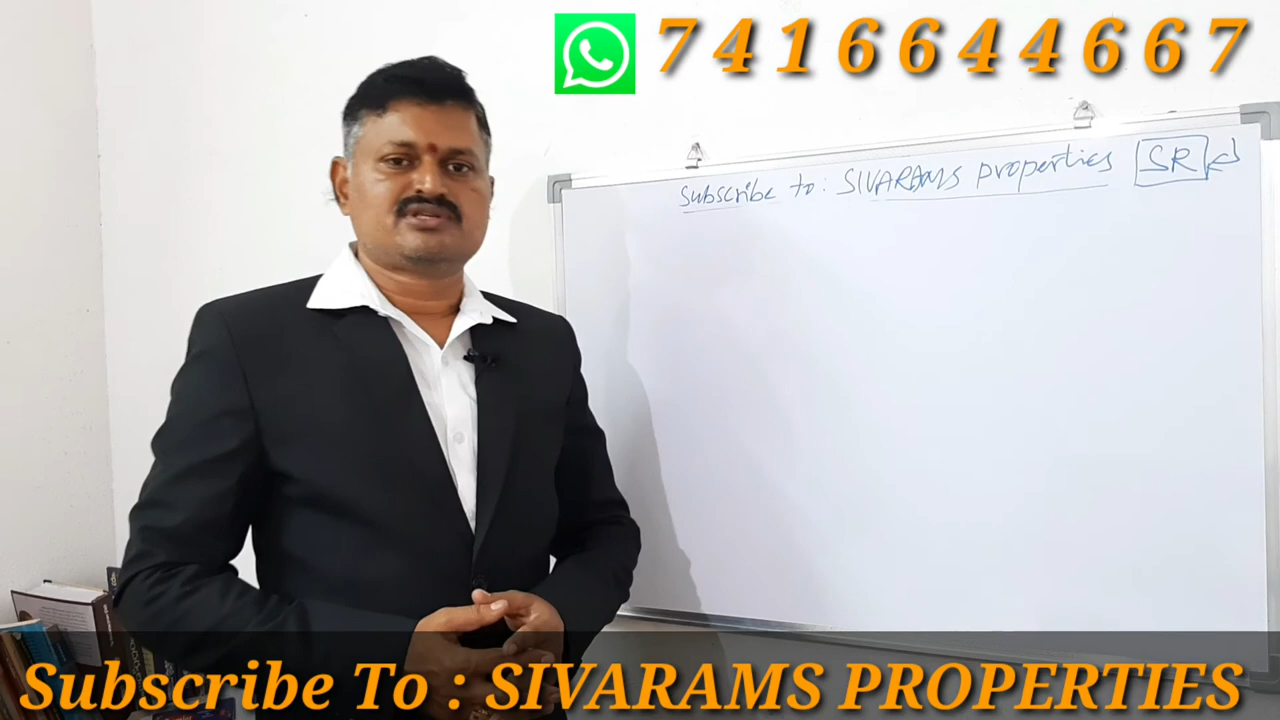 7416644667
Subscribe to: SIVARAMS properties SR
Subscribe To : SIVARAMS PROPERTIES